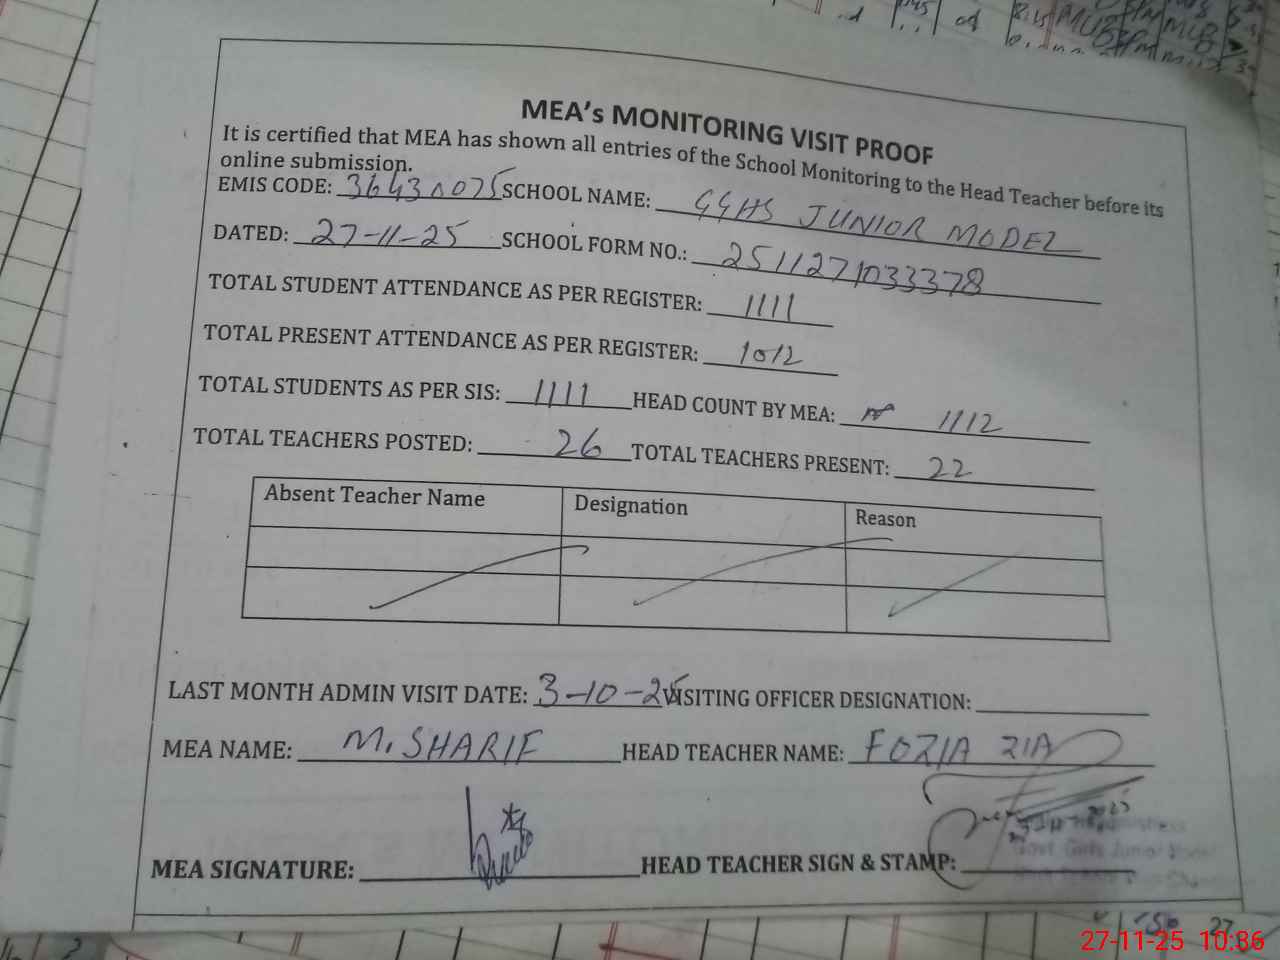 MEA's MONITORING VISIT PROOF
It is certified that MEA has shown all entries of the School Monitoring to the Head Teacher before its
online submission.
EMIS CODE: 36430075 SCHOOL NAME: GGHS JUNIOR MODEL
DATED: 27-11-25 SCHOOL FORM NO.: 2511271033378
TOTAL STUDENT ATTENDANCE AS PER REGISTER: 1111
TOTAL PRESENT ATTENDANCE AS PER REGISTER: 1012
TOTAL STUDENTS AS PER SIS: 1111 HEAD COUNT BY MEA: 1112
TOTAL TEACHERS POSTED: 26 TOTAL TEACHERS PRESENT: 22
Absent Teacher Name Designation Reason
LAST MONTH ADMIN VISIT DATE: 3-10-25 VISITING OFFICER DESIGNATION:
MEA NAME: M. SHARIF HEAD TEACHER NAME: FOZIA ZIA
MEA SIGNATURE: HEAD TEACHER SIGN & STAMP:
Govt Girls Junior Model
27-11-25 10:36